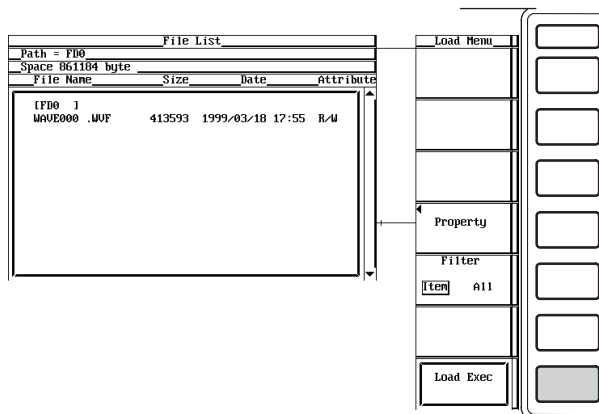 File List
Path = FD0
Space 861184 byte
File Name Size Date Attribute
[FD0 ]
WAVE000 .WVF 413593 1999/03/18 17:55 R/W
Load Menu
Property
Filter
Item All
Load Exec